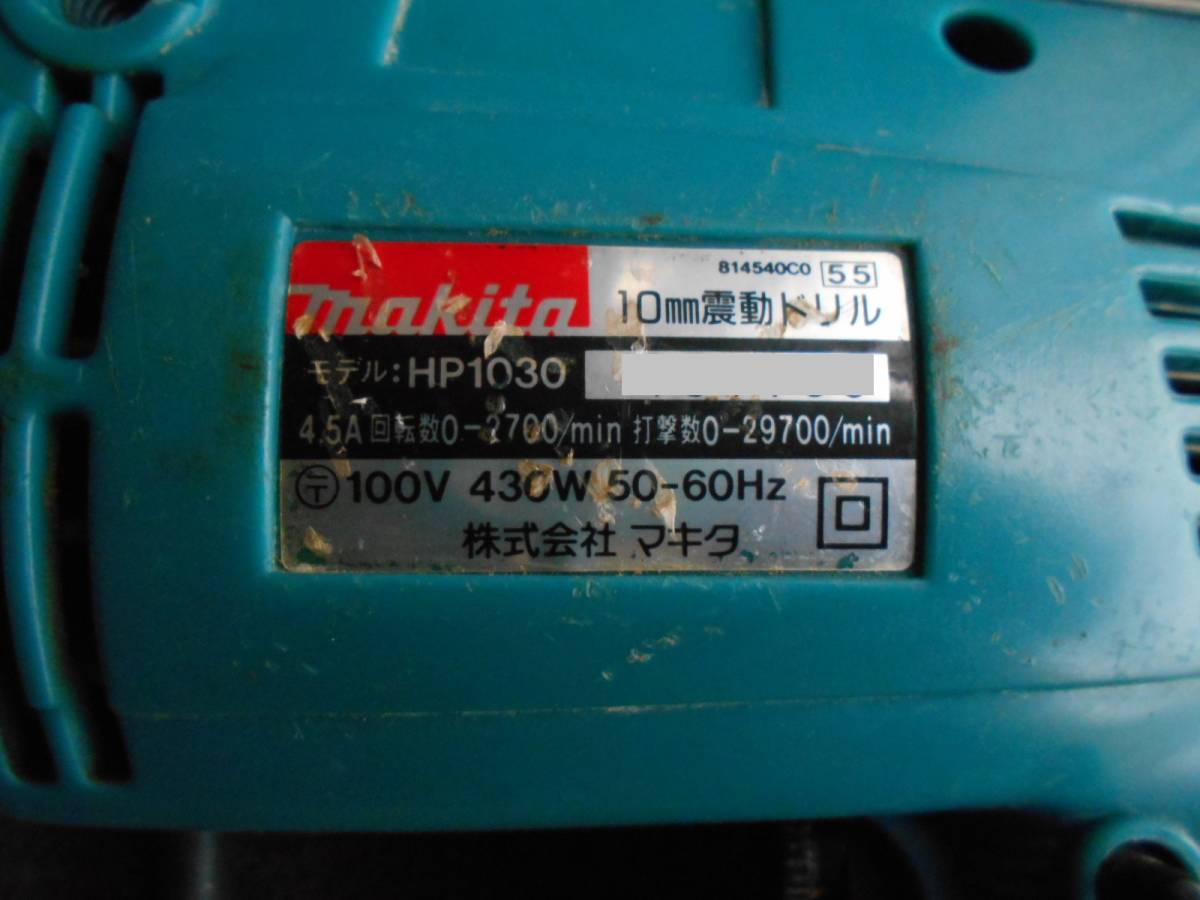 814540C0 55
makita 10mm震動ドリル
モデル:HP1030
4.5A 回転数0-2700/min 打撃数0-29700/min
〒 100V 430W 50-60Hz
株式会社 マキタ